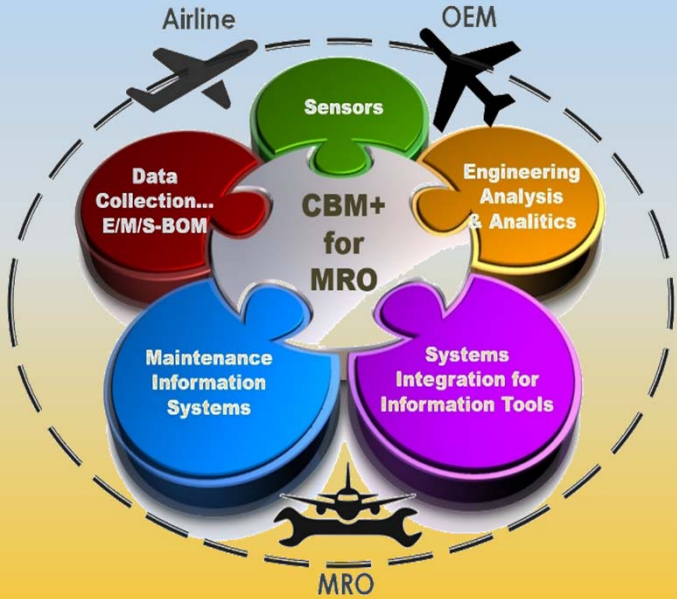 Airline
OEM
Sensors
Data
Collection...
E/M/S-BOM
Engineering
Analysis
& Analitics
CBM+
for
MRO
Maintenance
Information
Systems
Systems
Integration for
Information Tools
MRO